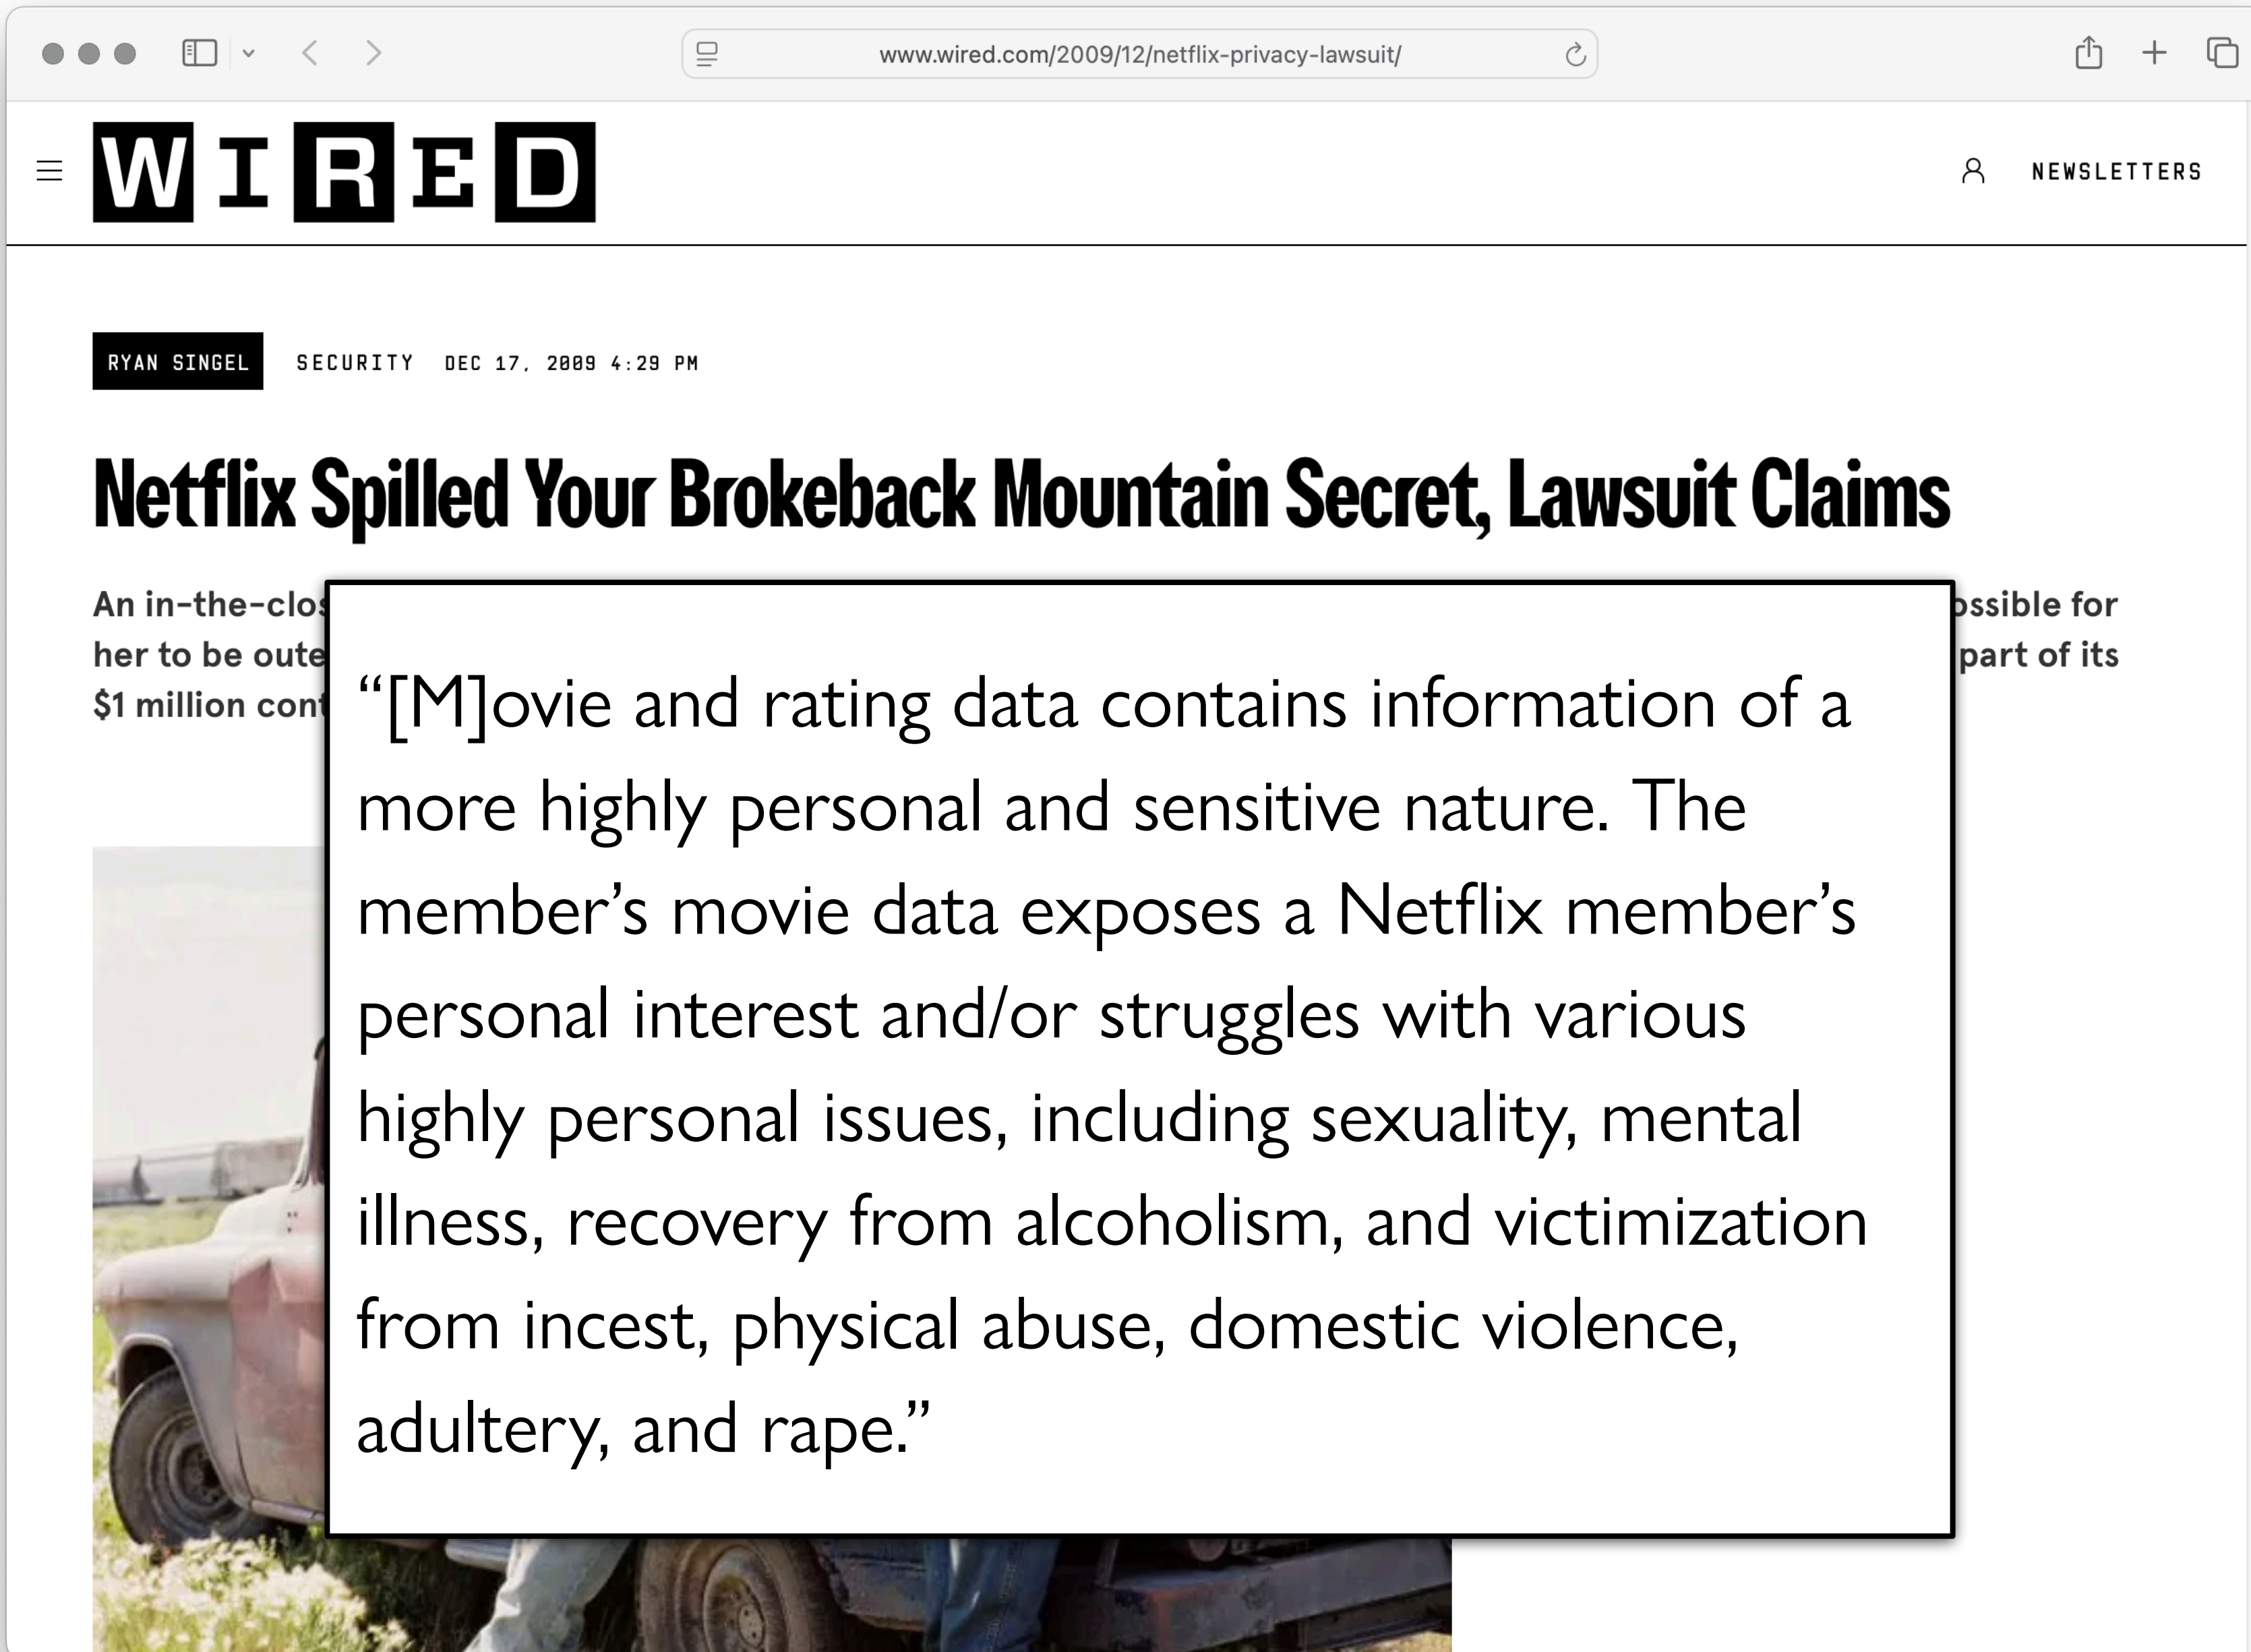 www.wired.com/2009/12/netflix-privacy-lawsuit/
WIRED
NEWSLETTERS
RYAN SINGEL SECURITY DEC 17, 2009 4:29 PM
Netflix Spilled Your Brokeback Mountain Secret, Lawsuit Claims
An in-the-clos
ossible for
her to be oute
part of its
$1 million cont
“[M]ovie and rating data contains information of a
more highly personal and sensitive nature. The
member’s movie data exposes a Netflix member’s
personal interest and/or struggles with various
highly personal issues, including sexuality, mental
illness, recovery from alcoholism, and victimization
from incest, physical abuse, domestic violence,
adultery, and rape.”